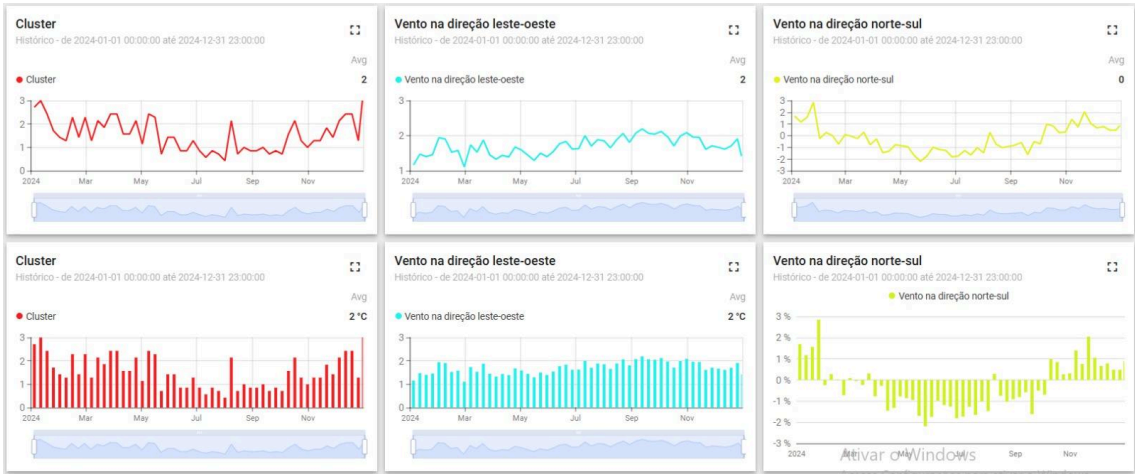 Cluster
Histórico - de 2024-01-01 00:00:00 até 2024-12-31 23:00:00
Avg
Cluster 2
3
2
1
0
2024 Mar May Jul Sep Nov
Vento na direção leste-oeste
Histórico - de 2024-01-01 00:00:00 até 2024-12-31 23:00:00
Avg
Vento na direção leste-oeste 2
3
2
1
2024 Mar May Jul Sep Nov
Vento na direção norte-sul
Histórico - de 2024-01-01 00:00:00 até 2024-12-31 23:00:00
Avg
Vento na direção norte-sul 0
3
2
1
0
-1
-2
-3
2024 Mar May Jul Sep Nov
Cluster
Histórico - de 2024-01-01 00:00:00 até 2024-12-31 23:00:00
Avg
Cluster 2 °C
3
2
1
0
2024 Mar May Jul Sep Nov
Vento na direção leste-oeste
Histórico - de 2024-01-01 00:00:00 até 2024-12-31 23:00:00
Avg
Vento na direção leste-oeste 2 °C
3
2
1
0
2024 Mar May Jul Sep Nov
Vento na direção norte-sul
Histórico - de 2024-01-01 00:00:00 até 2024-12-31 23:00:00
Vento na direção norte-sul
3 %
2 %
1 %
0 %
-1 %
-2 %
-3 %
2024 Mar May Jul Sep Nov
Ativar o Windows